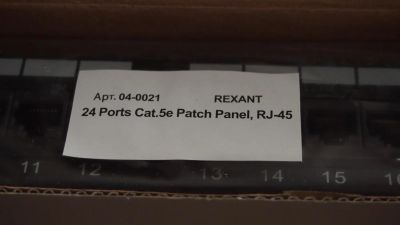 Арт. 04-0021 REXANT
24 Ports Cat.5e Patch Panel, RJ-45
11 12 13 14 15